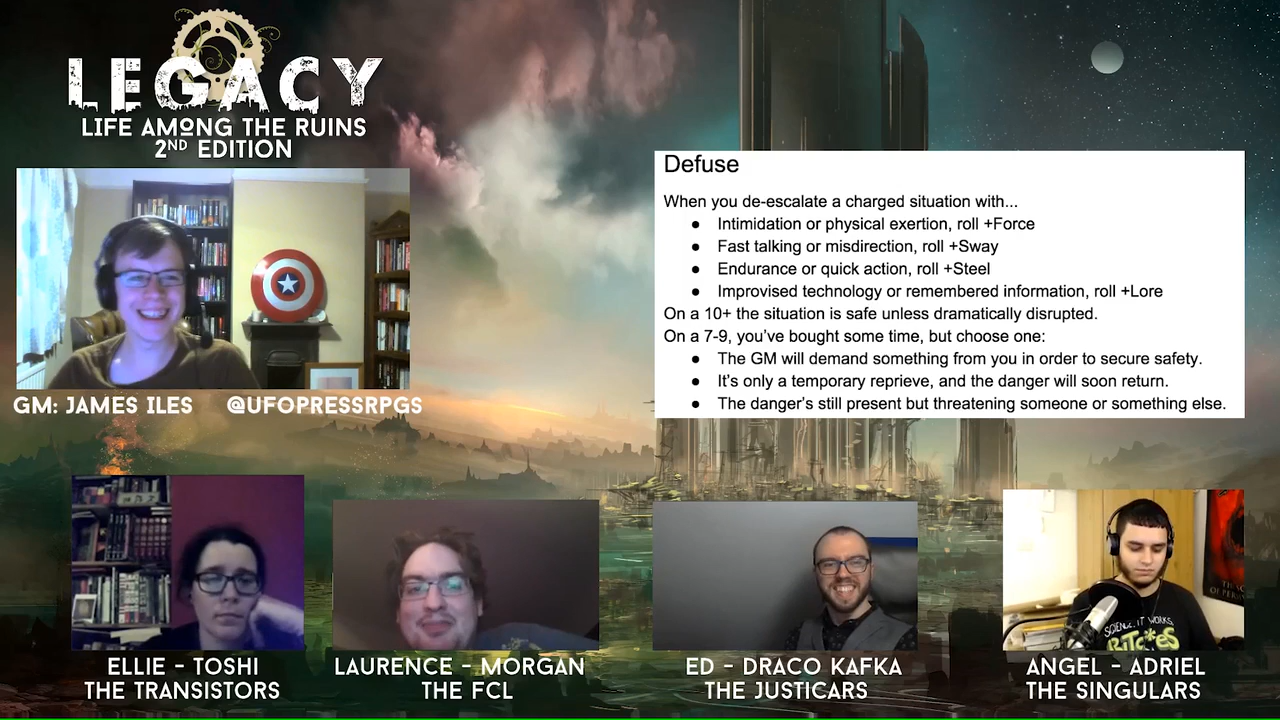 LEGACY
LIFE AMONG THE RUINS
2ND EDITION
Defuse
When you de-escalate a charged situation with...
● Intimidation or physical exertion, roll +Force
● Fast talking or misdirection, roll +Sway
● Endurance or quick action, roll +Steel
● Improvised technology or remembered information, roll +Lore
On a 10+ the situation is safe unless dramatically disrupted.
On a 7-9, you've bought some time, but choose one:
● The GM will demand something from you in order to secure safety.
● It's only a temporary reprieve, and the danger will soon return.
● The danger's still present but threatening someone or something else.
GM: JAMES ILES @UFOPRESSRPGS
SCIENCE. IT WORKS,
ELLIE – TOSHI
THE TRANSISTORS
LAURENCE – MORGAN
THE FCL
ED – DRACO KAFKA
THE JUSTICARS
ANGEL – ADRIEL
THE SINGULARS